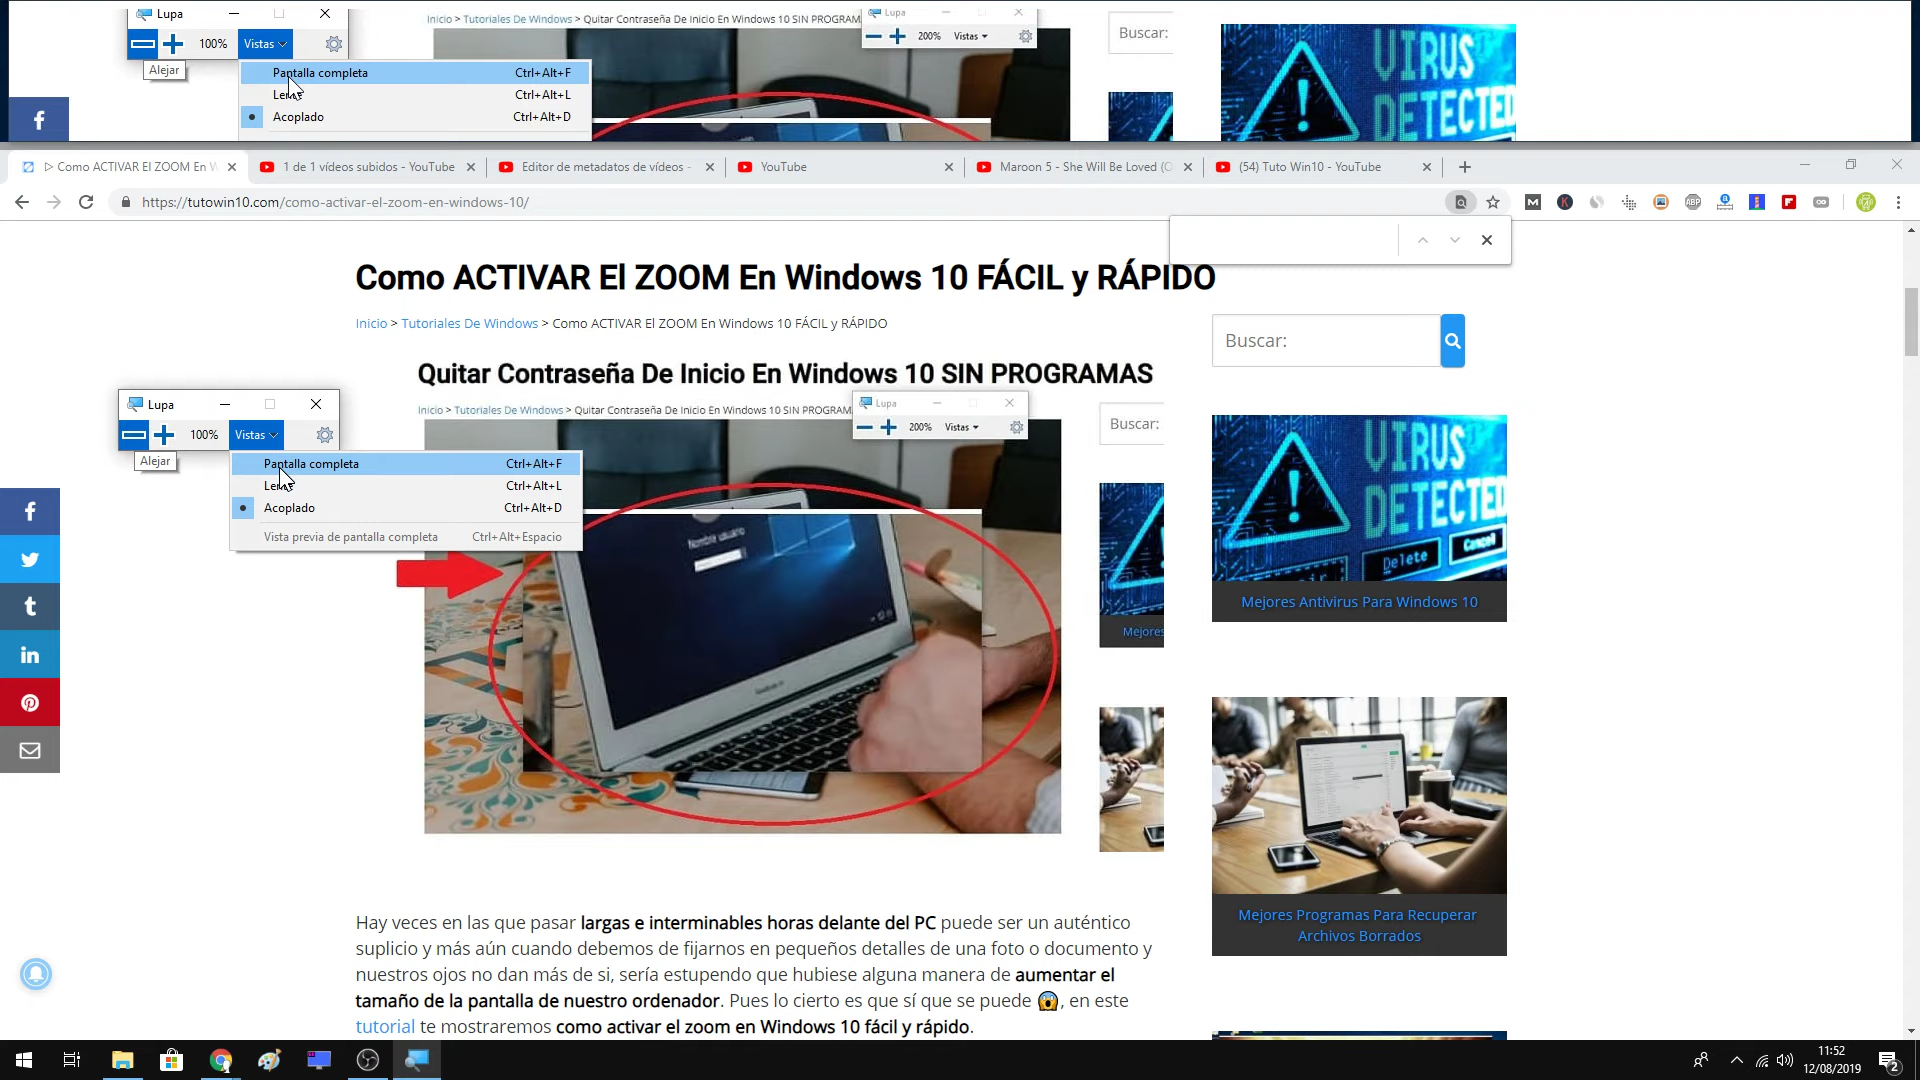 Lupa
100% Vistas
Alejar
Pantalla completa Ctrl+Alt+F
Ctrl+Alt+L
Acoplado Ctrl+Alt+D
Inicio > Tutoriales De Windows > Quitar Contraseña De Inicio En Windows 10 SIN PROGRAMA
Lupa
200% Vistas
Buscar:
VIRUS
DETECTED
Como ACTIVAR El ZOOM En W
1 de 1 vídeos subidos - YouTube
Editor de metadatos de vídeos -
YouTube
Maroon 5 - She Will Be Loved (O
(54) Tuto Win10 - YouTube
https://tutowin10.com/como-activar-el-zoom-en-windows-10/
Como ACTIVAR El ZOOM En Windows 10 FÁCIL y RÁPIDO
Inicio > Tutoriales De Windows > Como ACTIVAR El ZOOM En Windows 10 FÁCIL y RÁPIDO
Buscar:
Quitar Contraseña De Inicio En Windows 10 SIN PROGRAMAS
Inicio > Tutoriales De Windows > Quitar Contraseña De Inicio En Windows 10 SIN PROGRAM
Lupa
200% Vistas
Buscar:
Lupa
100% Vistas
Alejar
Pantalla completa Ctrl+Alt+F
Ctrl+Alt+L
Acoplado Ctrl+Alt+D
Vista previa de pantalla completa Ctrl+Alt+Espacio
Nombre usuario
Mejores
VIRUS
DETECTED
Delete Cancel
Mejores Antivirus Para Windows 10
Mejores Programas Para Recuperar
Archivos Borrados
Hay veces en las que pasar largas e interminables horas delante del PC puede ser un auténtico
suplicio y más aún cuando debemos de fijarnos en pequeños detalles de una foto o documento y
nuestros ojos no dan más de si, sería estupendo que hubiese alguna manera de aumentar el
tamaño de la pantalla de nuestro ordenador. Pues lo cierto es que sí que se puede 😱, en este
tutorial te mostraremos como activar el zoom en Windows 10 fácil y rápido.
11:52
12/08/2019
2